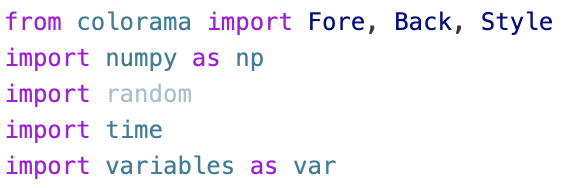 from colorama import Fore, Back, Style
import numpy as np
import random
import time
import variables as var